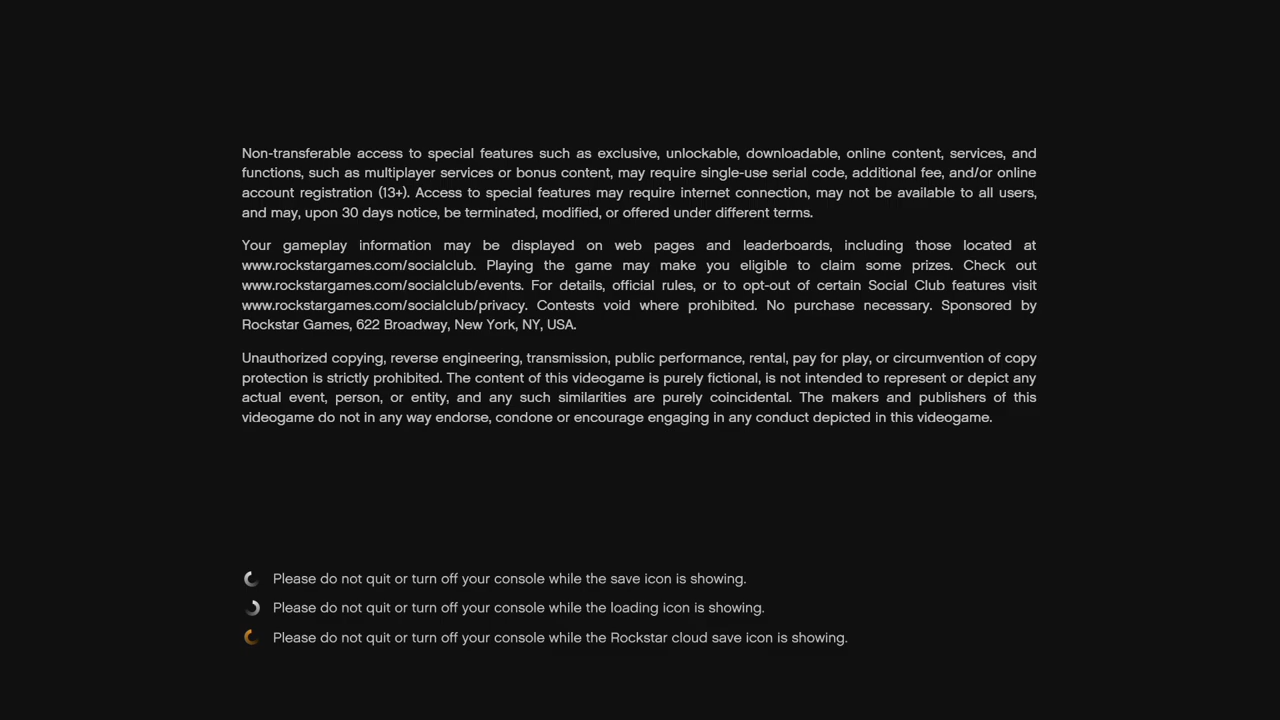 Non-transferable access to special features such as exclusive, unlockable, downloadable, online content, services, and
functions, such as multiplayer services or bonus content, may require single-use serial code, additional fee, and/or online
account registration (13+). Access to special features may require internet connection, may not be available to all users,
and may, upon 30 days notice, be terminated, modified, or offered under different terms.
Your gameplay information may be displayed on web pages and leaderboards, including those located at
www.rockstargames.com/socialclub. Playing the game may make you eligible to claim some prizes. Check out
www.rockstargames.com/socialclub/events. For details, official rules, or to opt-out of certain Social Club features visit
www.rockstargames.com/socialclub/privacy. Contests void where prohibited. No purchase necessary. Sponsored by
Rockstar Games, 622 Broadway, New York, NY, USA.
Unauthorized copying, reverse engineering, transmission, public performance, rental, pay for play, or circumvention of copy
protection is strictly prohibited. The content of this videogame is purely fictional, is not intended to represent or depict any
actual event, person, or entity, and any such similarities are purely coincidental. The makers and publishers of this
videogame do not in any way endorse, condone or encourage engaging in any conduct depicted in this videogame.
Please do not quit or turn off your console while the save icon is showing.
Please do not quit or turn off your console while the loading icon is showing.
Please do not quit or turn off your console while the Rockstar cloud save icon is showing.